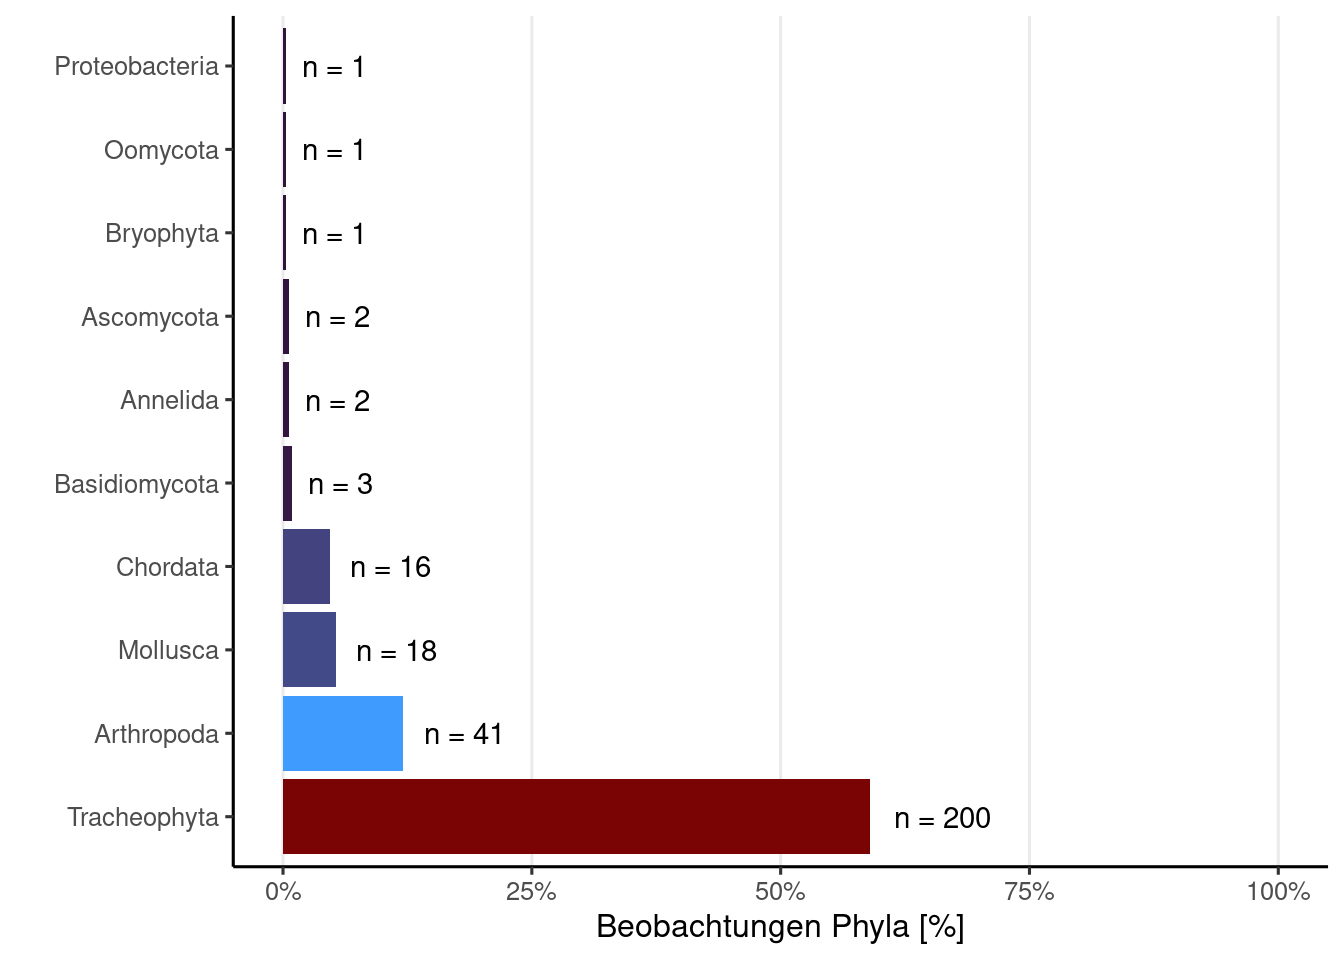 Proteobacteria n = 1
Oomycota n = 1
Bryophyta n = 1
Ascomycota n = 2
Annelida n = 2
Basidiomycota n = 3
Chordata n = 16
Mollusca n = 18
Arthropoda n = 41
Tracheophyta n = 200
0% 25% 50% 75% 100%
Beobachtungen Phyla [%]